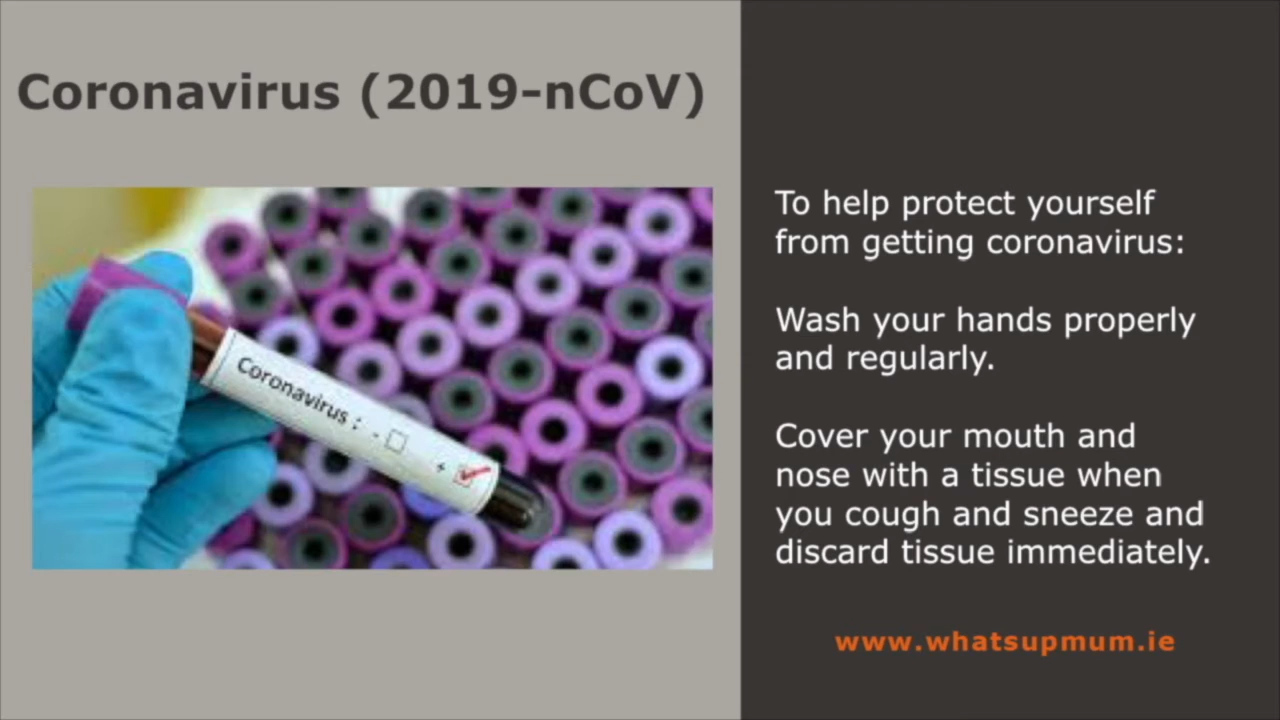 Coronavirus (2019-nCoV)
Coronavirus : - ☐
+ ☑
To help protect yourself
from getting coronavirus:
Wash your hands properly
and regularly.
Cover your mouth and
nose with a tissue when
you cough and sneeze and
discard tissue immediately.
www.whatsupmum.ie